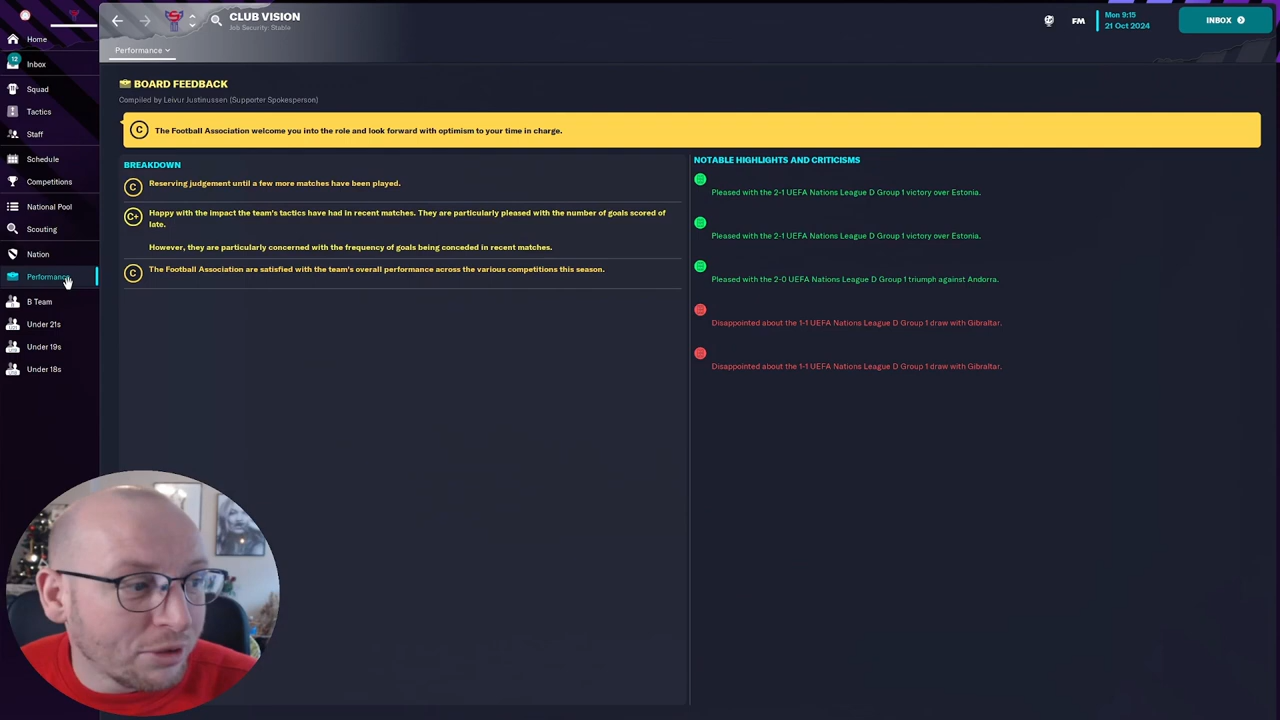 CLUB VISION
Job Security: Stable
FM
Mon 9:15
21 Oct 2024
INBOX
Home
12
Inbox
Squad
Tactics
Staff
Schedule
Competitions
National Pool
Scouting
Nation
Performance
B Team
Under 21s
Under 19s
Under 18s
Performance
BOARD FEEDBACK
Compiled by Leivur Justinussen (Supporter Spokesperson)
C
The Football Association welcome you into the role and look forward with optimism to your time in charge.
BREAKDOWN
C
Reserving judgement until a few more matches have been played.
C+
Happy with the impact the team's tactics have had in recent matches. They are particularly pleased with the number of goals scored of
late.
However, they are particularly concerned with the frequency of goals being conceded in recent matches.
C
The Football Association are satisfied with the team's overall performance across the various competitions this season.
NOTABLE HIGHLIGHTS AND CRITICISMS
Pleased with the 2-1 UEFA Nations League D Group 1 victory over Estonia.
Pleased with the 2-1 UEFA Nations League D Group 1 victory over Estonia.
Pleased with the 2-0 UEFA Nations League D Group 1 triumph against Andorra.
Disappointed about the 1-1 UEFA Nations League D Group 1 draw with Gibraltar.
Disappointed about the 1-1 UEFA Nations League D Group 1 draw with Gibraltar.